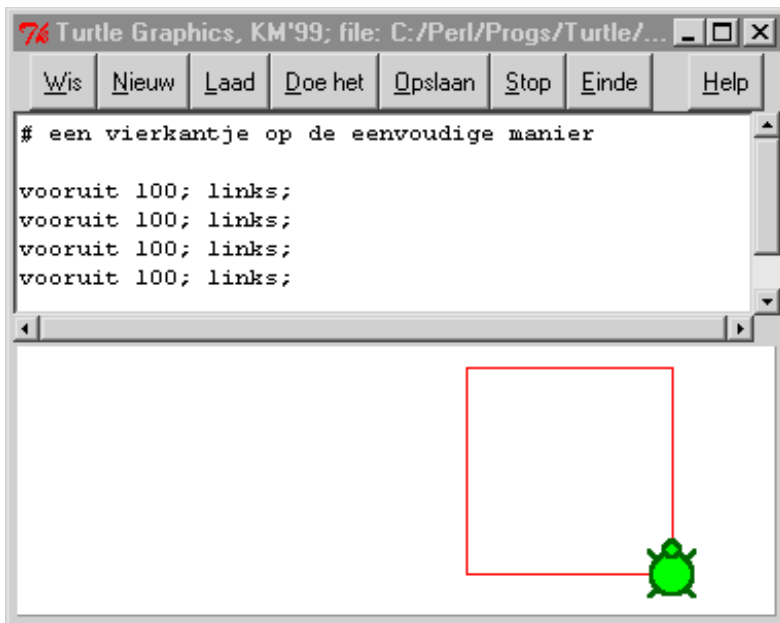 7k Turtle Graphics, KM'99; file: C:/Perl/Progs/Turtle/...
Wis Nieuw Laad Doe het Opslaan Stop Einde Help
# een vierkantje op de eenvoudige manier
vooruit 100; links;
vooruit 100; links;
vooruit 100; links;
vooruit 100; links;